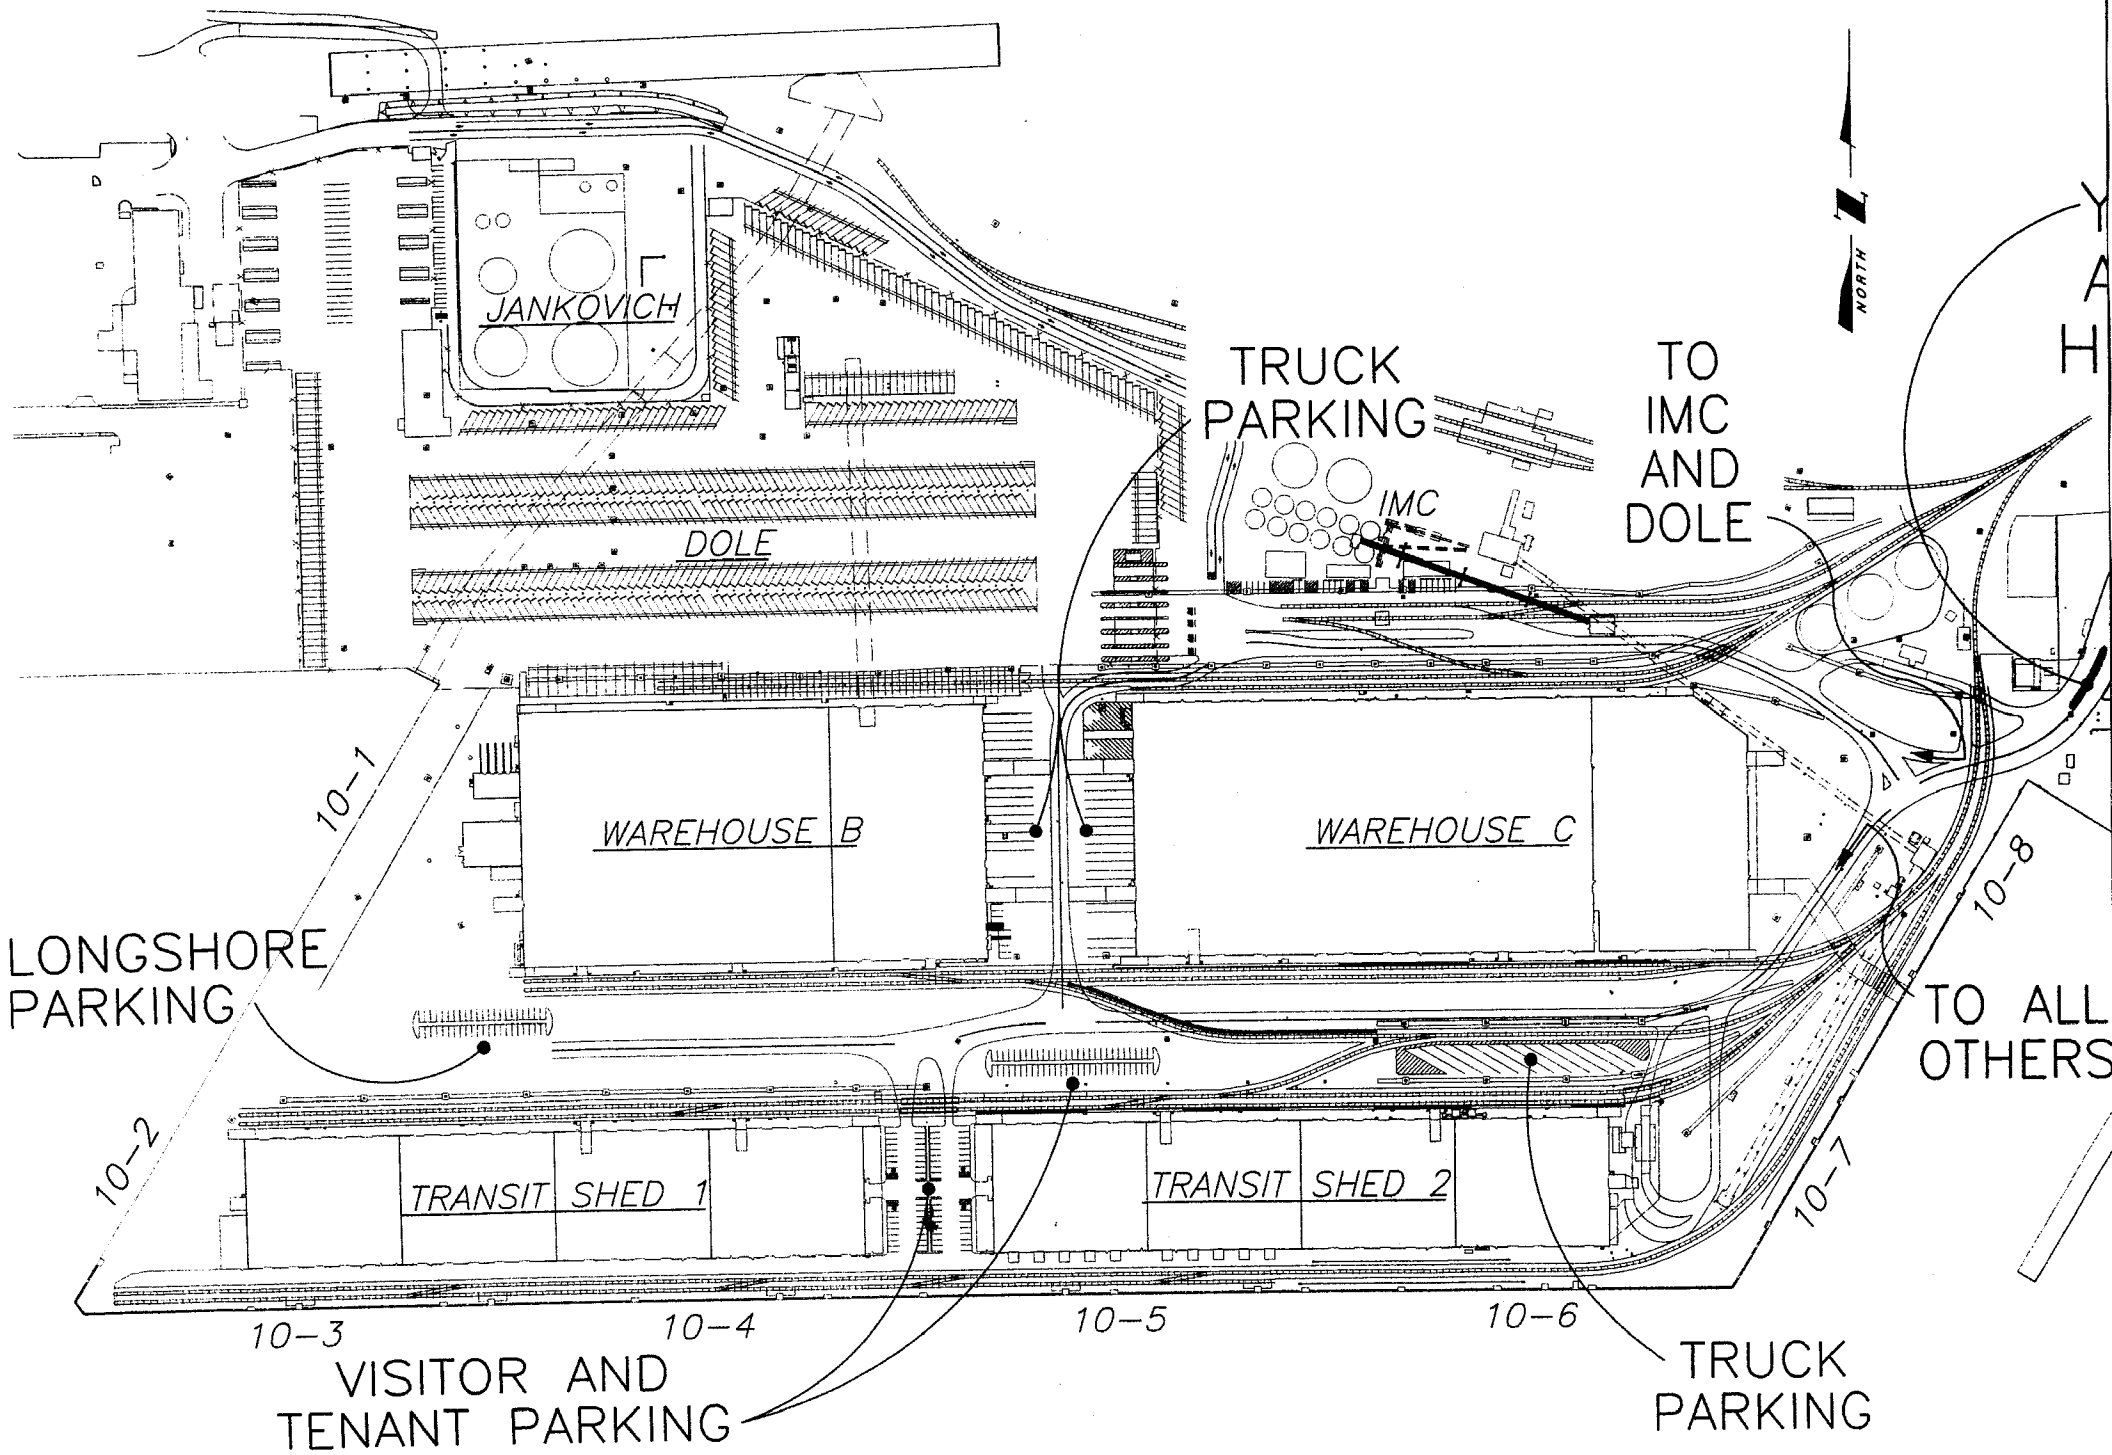 NORTH
Y
A
H
JANKOVICH
TRUCK
PARKING
TO
IMC
AND
DOLE
IMC
DOLE
10-1
WAREHOUSE B
WAREHOUSE C
10-8
LONGSHORE
PARKING
TO ALL
OTHERS
10-2
TRANSIT SHED 1
TRANSIT SHED 2
10-7
10-3
10-4
10-5
10-6
VISITOR AND
TENANT PARKING
TRUCK
PARKING